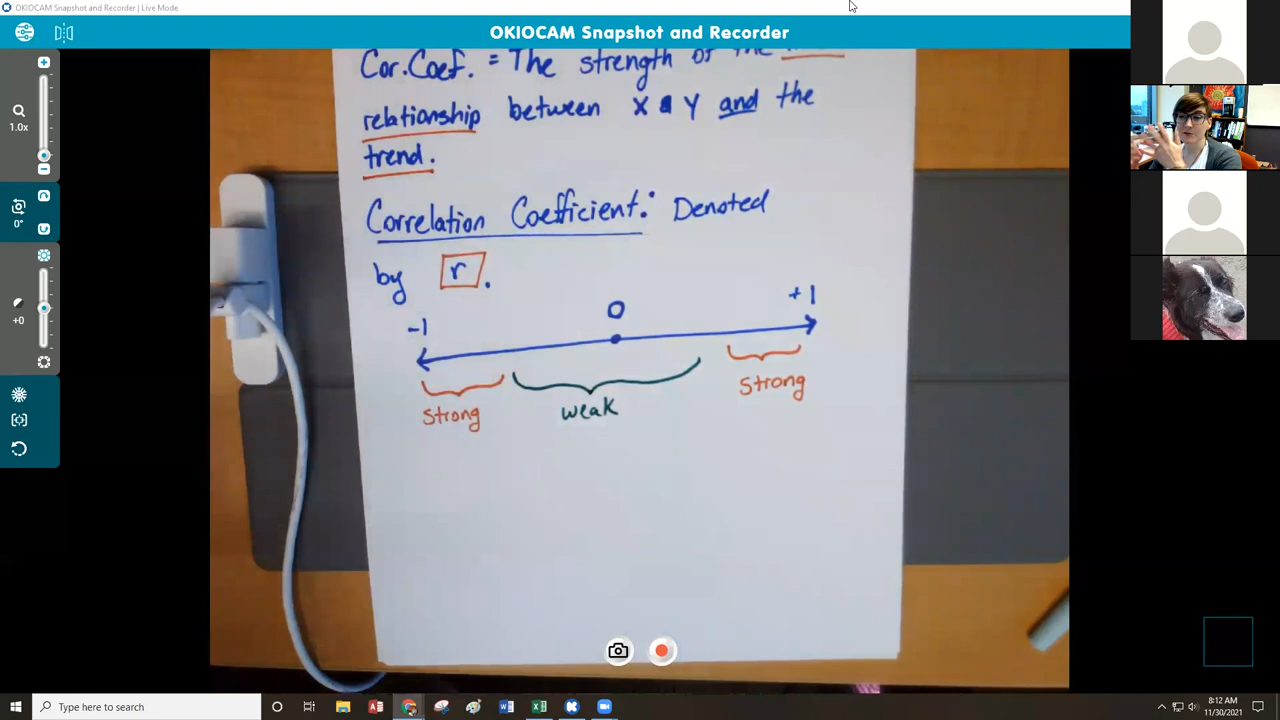 OKIOCAM Snapshot and Recorder | Live Mode
OKIOCAM Snapshot and Recorder
1.0x
0°
+0
Cor.Coef. = The strength of the
relationship between X & Y and the
trend.
Correlation Coefficient: Denoted
by r.
-1 0 +1
Strong weak Strong
Type here to search
8:12 AM
11/30/2021